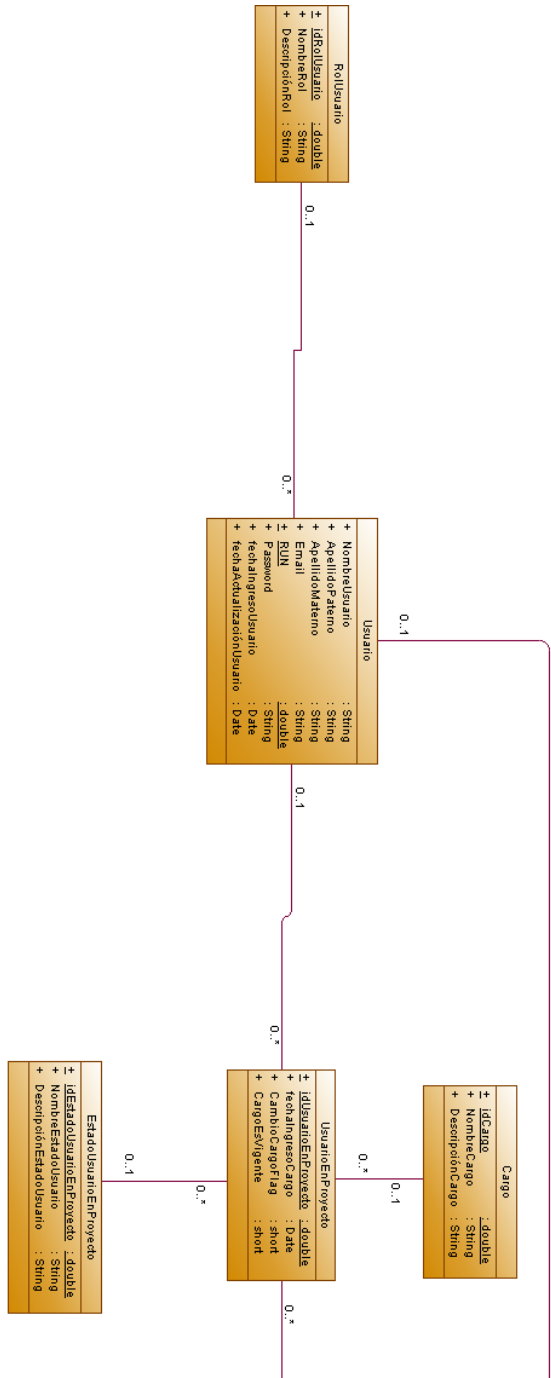 RolUsuario
+ idRolUsuario : double
+ NombreRol : String
+ DescripciónRol : String
0..1
0..*
Usuario
+ NombreUsuario : String
+ ApellidoPaterno : String
+ ApellidoMaterno : String
+ Email : String
+ RUN : double
+ Password : String
+ fechaIngresoUsuario : Date
+ fechaActualizaciónUsuario : Date
0..1
0..1
0..*
Cargo
+ idCargo : double
+ NombreCargo : String
+ DescripciónCargo : String
0..1
0..*
UsuarioEnProyecto
+ idUsuarioEnProyecto : double
+ fechaIngresoCargo : Date
+ CambioCargoFlag : short
+ CargoEsVigente : short
0..*
0..*
0..1
EstadoUsuarioEnProyecto
+ idEstadoUsuarioEnProyecto : double
+ NombreEstadoUsuario : String
+ DescripciónEstadoUsuario : String